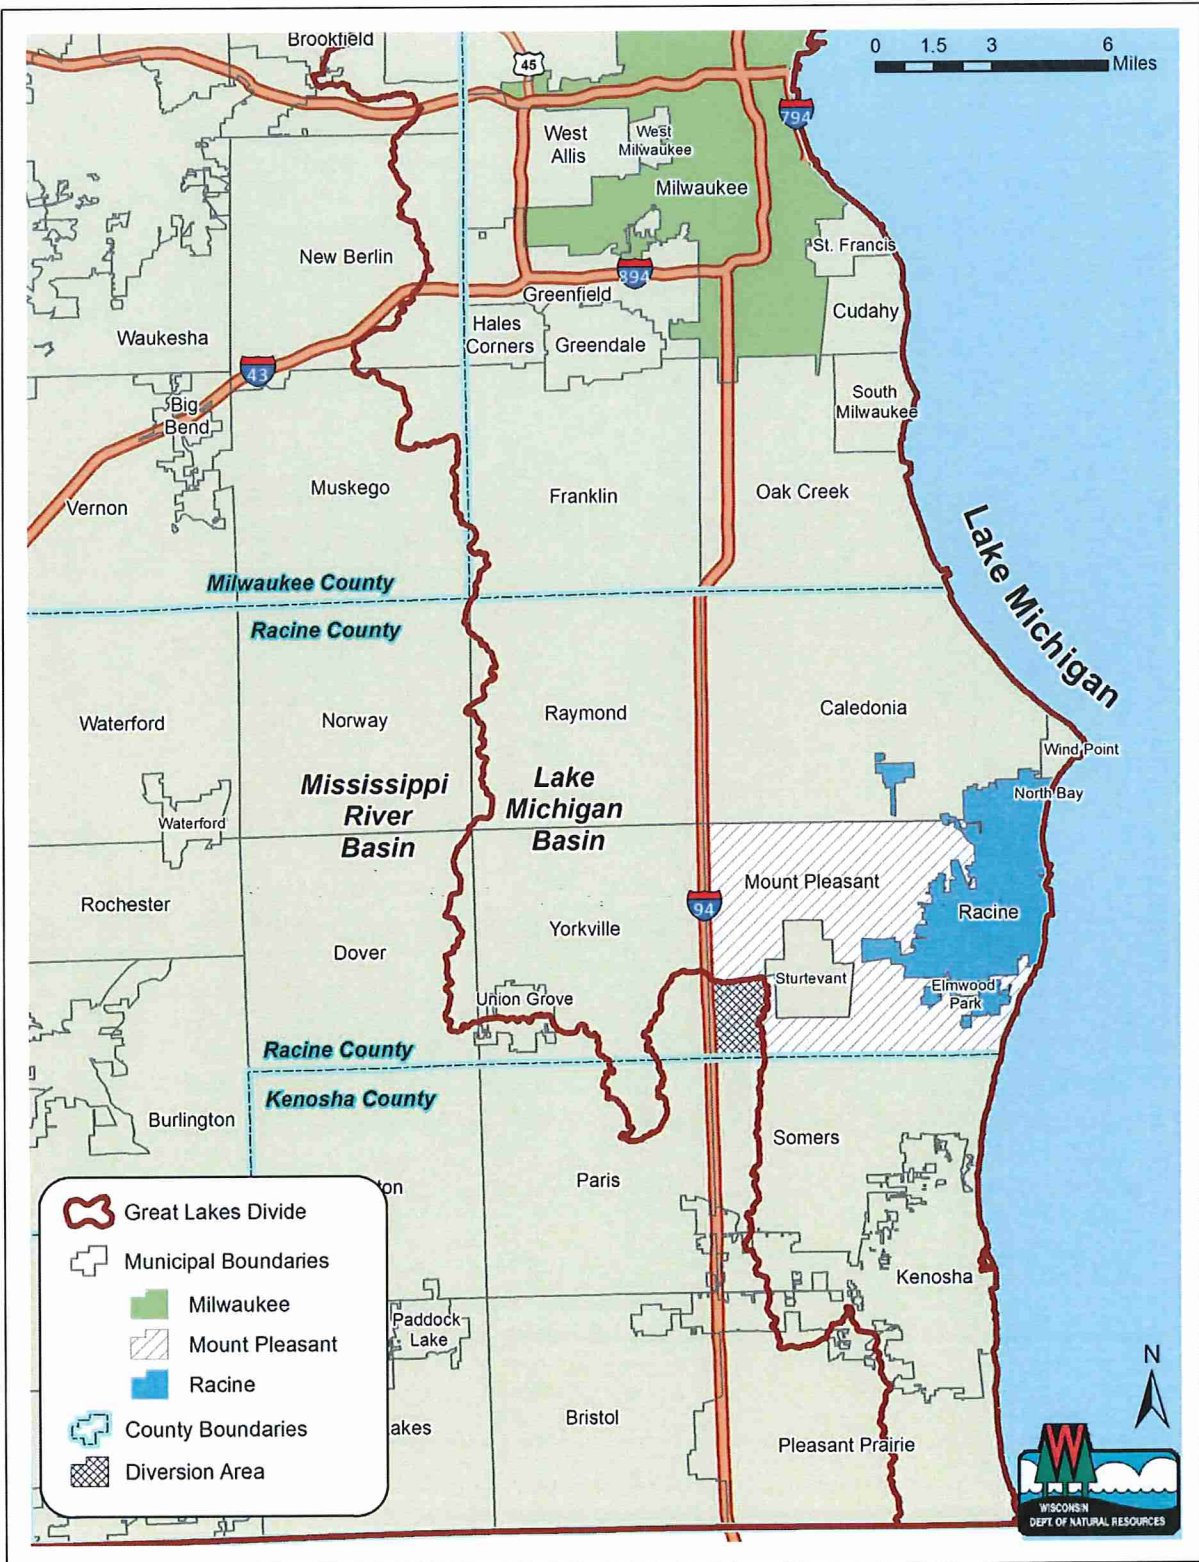 Brookfield
45
0 1.5 3 6
Miles
794
West
Allis
West
Milwaukee
Milwaukee
New Berlin
St. Francis
894
Greenfield
Cudahy
Waukesha
Hales
Corners
Greendale
43
Big
Bend
South
Milwaukee
Muskego
Franklin
Oak Creek
Vernon
Lake Michigan
Milwaukee County
Racine County
Waterford
Norway
Raymond
Caledonia
Wind Point
Mississippi
River
Basin
Lake
Michigan
Basin
North Bay
Waterford
Mount Pleasant
Rochester
94
Racine
Yorkville
Dover
Sturtevant
Elmwood
Park
Union Grove
Racine County
Kenosha County
Burlington
Somers
ton
Paris
Kenosha
Paddock
Lake
akes
Bristol
Pleasant Prairie
Great Lakes Divide
Municipal Boundaries
Milwaukee
Mount Pleasant
Racine
County Boundaries
Diversion Area
N
W
WISCONSIN
DEPT. OF NATURAL RESOURCES